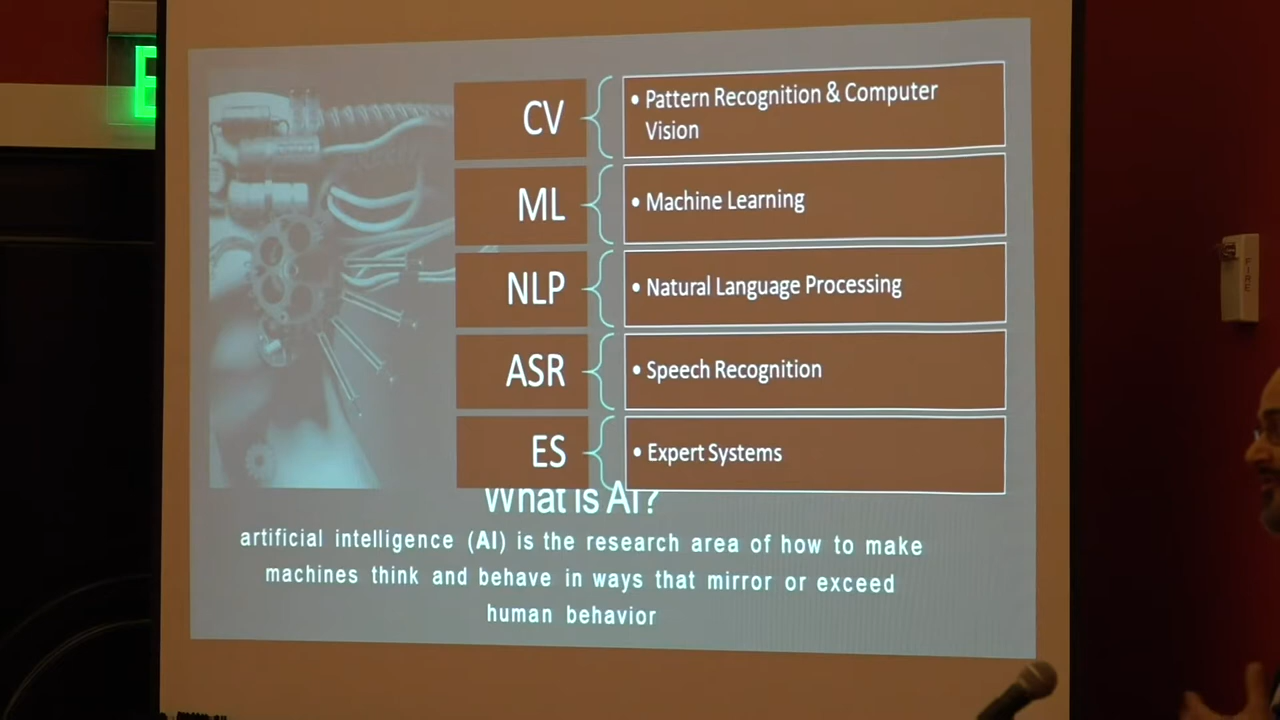 E
CV
• Pattern Recognition & Computer
Vision
ML
• Machine Learning
NLP
• Natural Language Processing
ASR
• Speech Recognition
ES
• Expert Systems
What is AI?
artificial intelligence (AI) is the research area of how to make
machines think and behave in ways that mirror or exceed
human behavior
FIRE